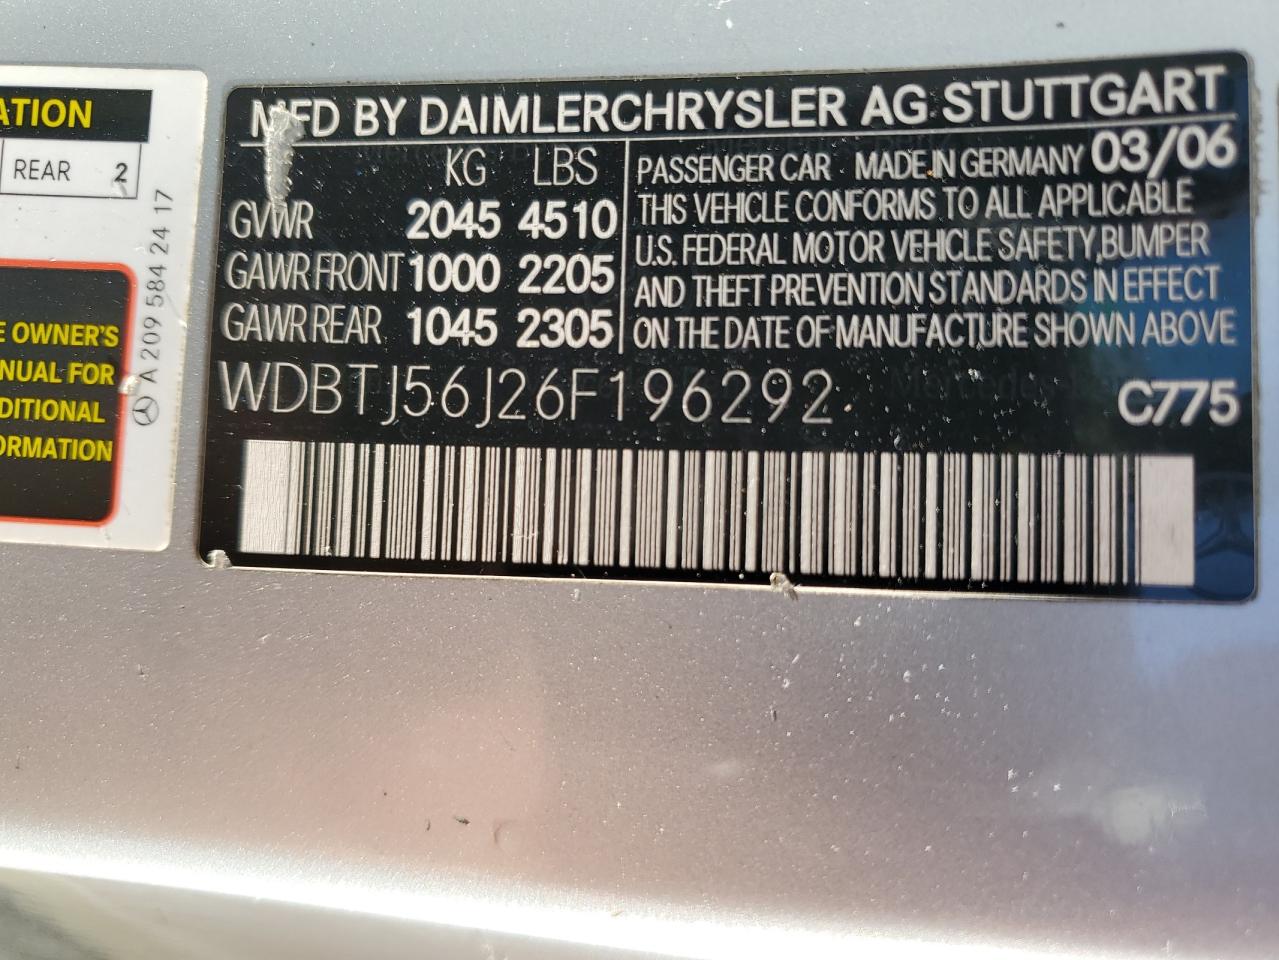 ATION
REAR 2
E OWNER'S
NUAL FOR
DITIONAL
ORMATION
A 209 584 24 17
MFD BY DAIMLERCHRYSLER AG STUTTGART
KG LBS
GVWR 2045 4510
GAWR FRONT 1000 2205
GAWR REAR 1045 2305
PASSENGER CAR MADE IN GERMANY 03/06
THIS VEHICLE CONFORMS TO ALL APPLICABLE
U.S. FEDERAL MOTOR VEHICLE SAFETY,BUMPER
AND THEFT PREVENTION STANDARDS IN EFFECT
ON THE DATE OF MANUFACTURE SHOWN ABOVE
WDBTJ56J26F196292 C775